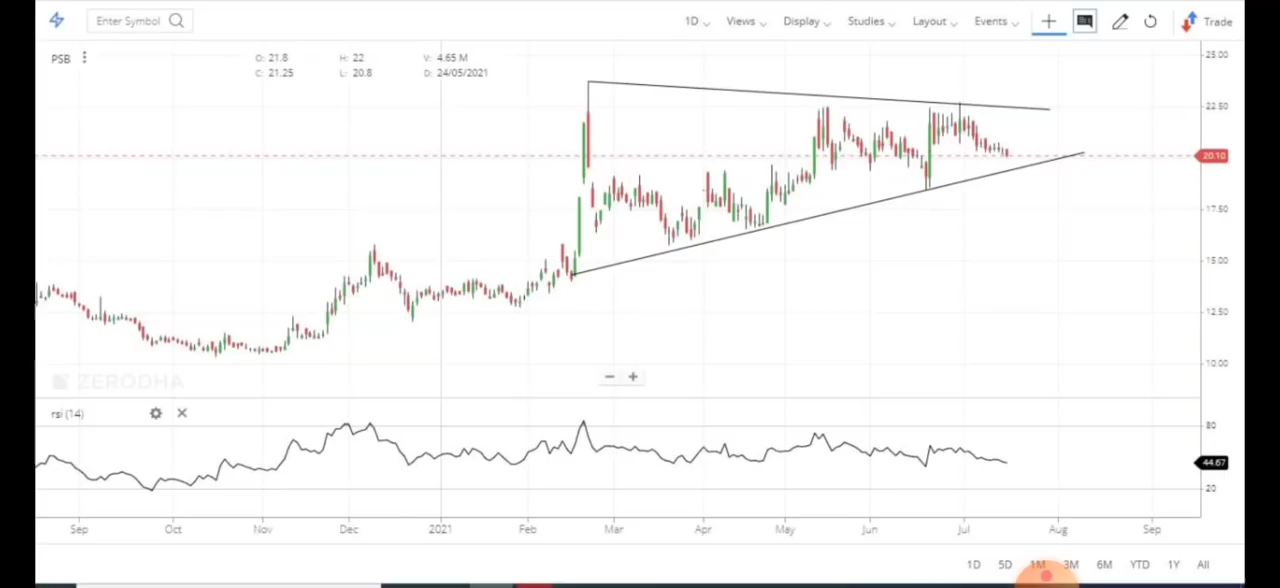 Enter Symbol 1D Views Display Studies Layout Events Trade
PSB O: 21.8 H: 22 V: 4.65 M
C: 21.25 L: 20.8 D: 24/05/2021
25.00
22.50
20.10
17.50
15.00
12.50
10.00
ZERODHA
rsi (14)
80
44.67
20
Sep Oct Nov Dec 2021 Feb Mar Apr May Jun Jul Aug Sep
1D 5D 1M 3M 6M YTD 1Y All